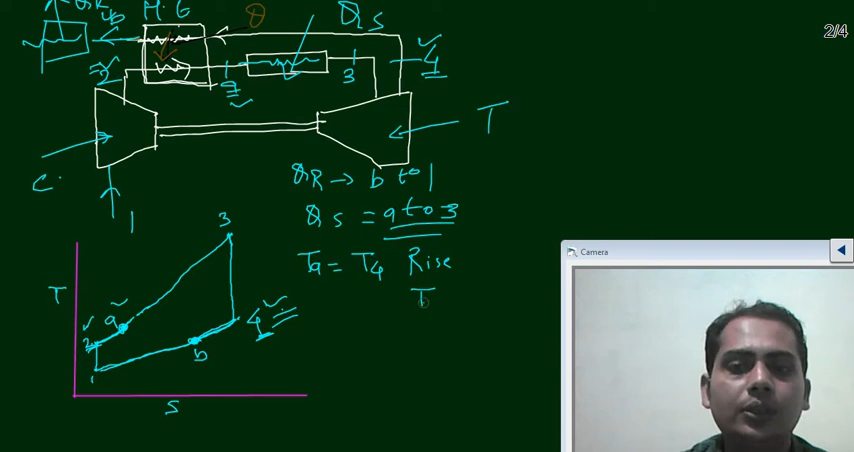 2/4
H.G
Q
Qs
b
2
a
3
4
T
C
1
QR → b to 1
Qs = a to 3
Ta = T4 Rise
T
3
T
a
2
4
b
1
S
Camera